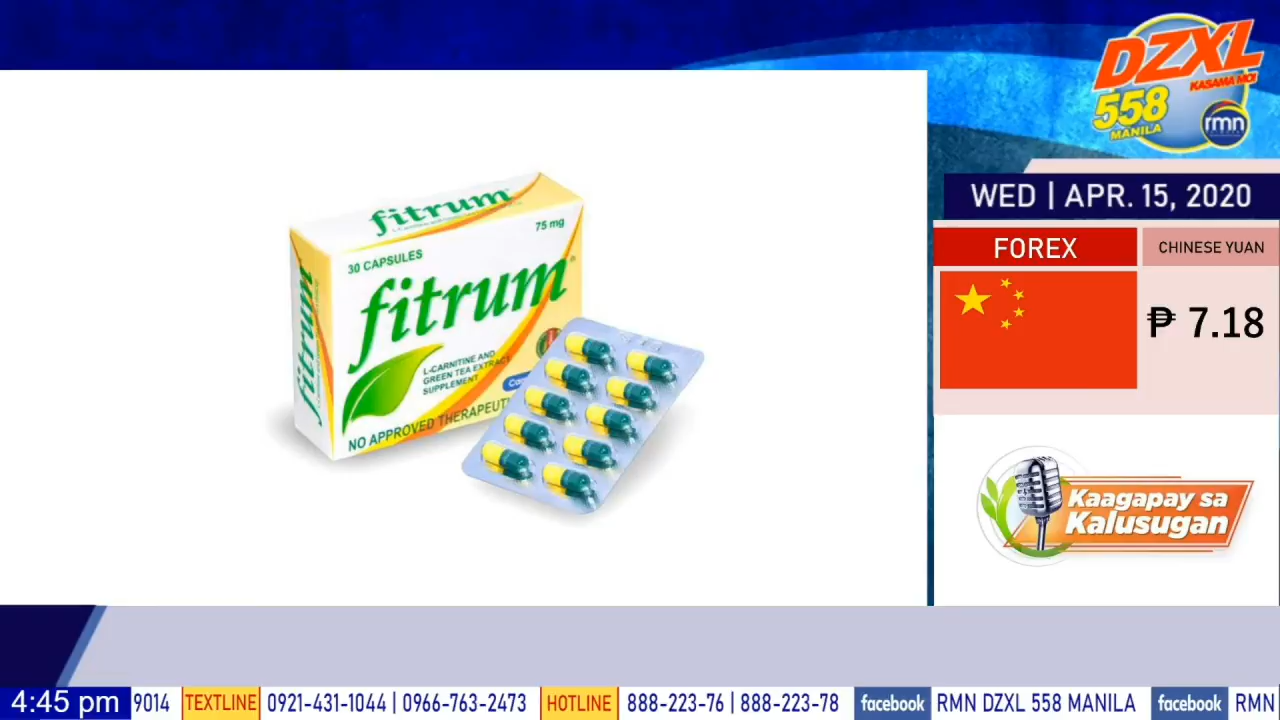 DZXL
KASAMA MO!
558
MANILA
rmn
WED | APR. 15, 2020
FOREX
CHINESE YUAN
₱ 7.18
fitrum
75 mg
30 CAPSULES
fitrum®
fitrum
L-CARNITINE AND
GREEN TEA EXTRACT
SUPPLEMENT
NO APPROVED THERAPEUT
Kaagapay sa
Kalusugan
4:45 pm 9014 TEXTLINE 0921-431-1044 | 0966-763-2473 HOTLINE 888-223-76 | 888-223-78 facebook RMN DZXL 558 MANILA facebook RMN